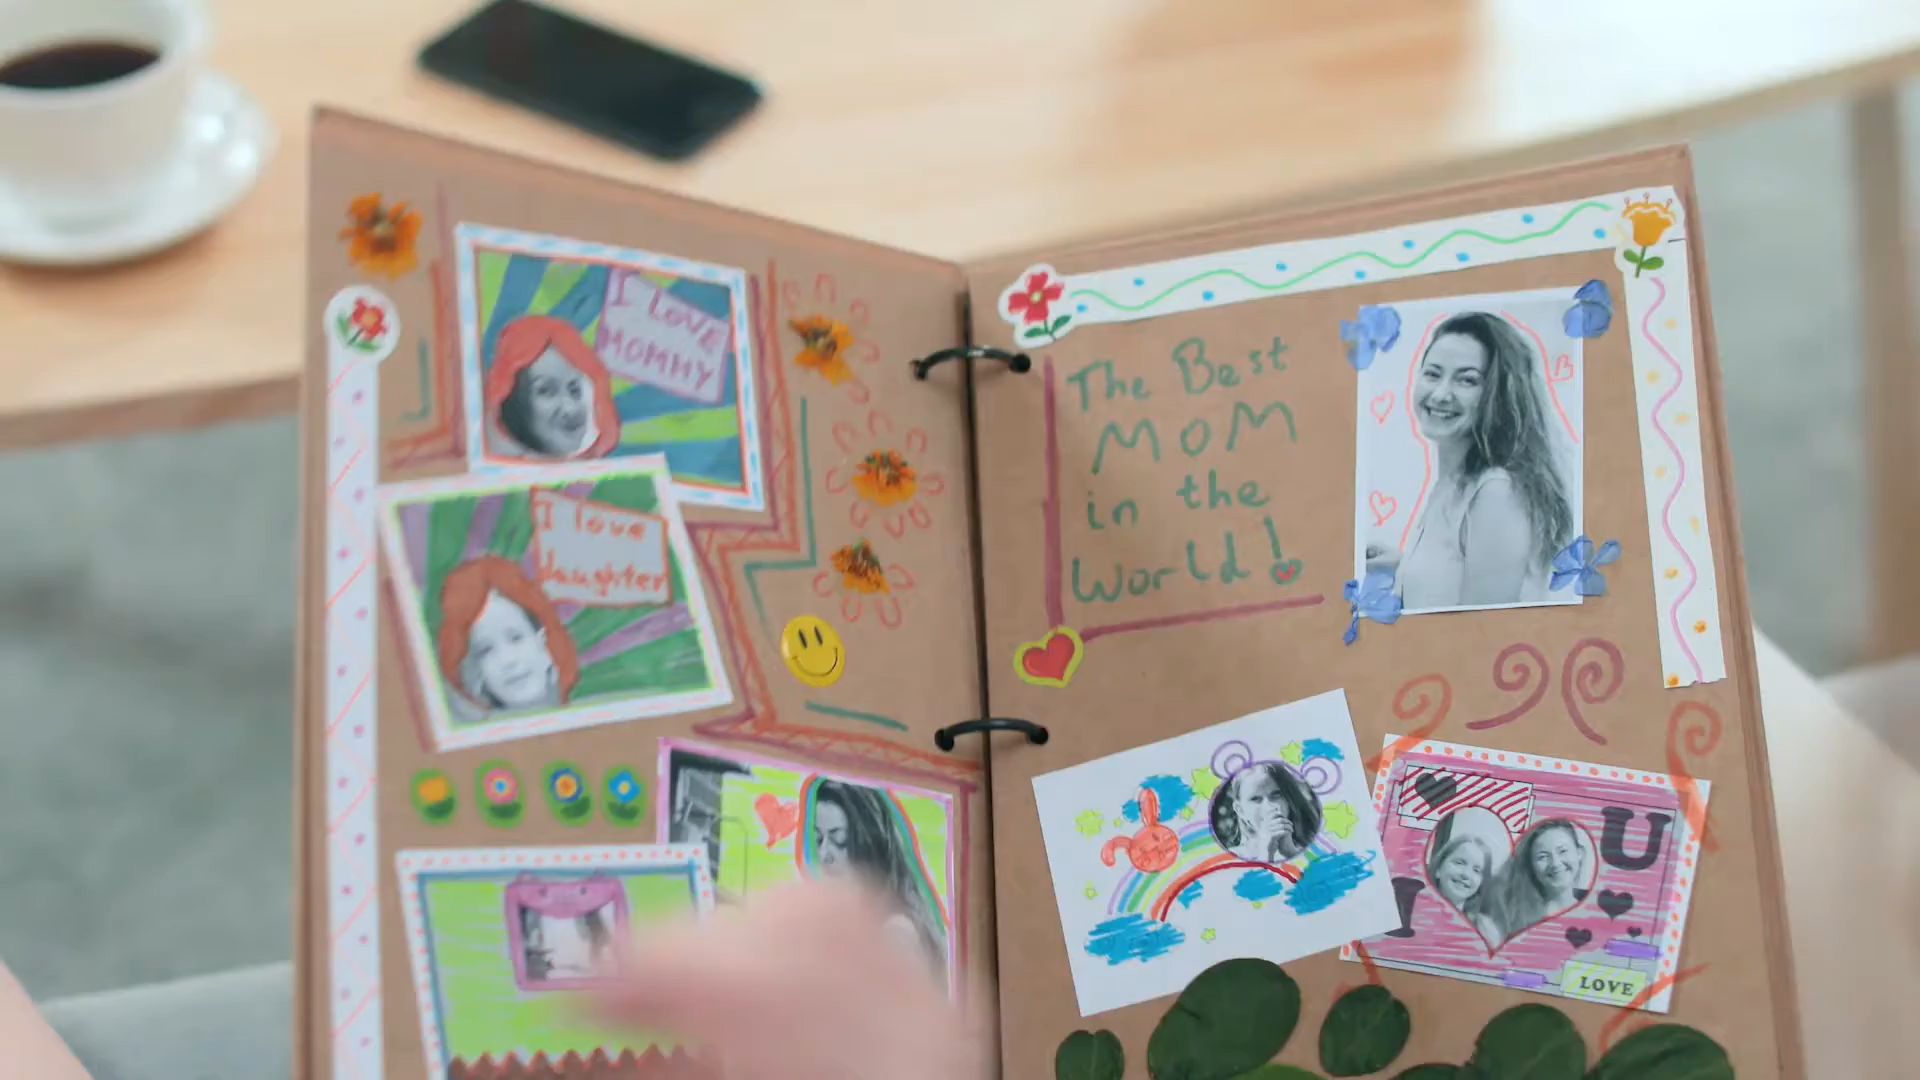 I LOVE
MOMMY
I love
daughter
The Best
MOM
in the
World!
I
U
LOVE